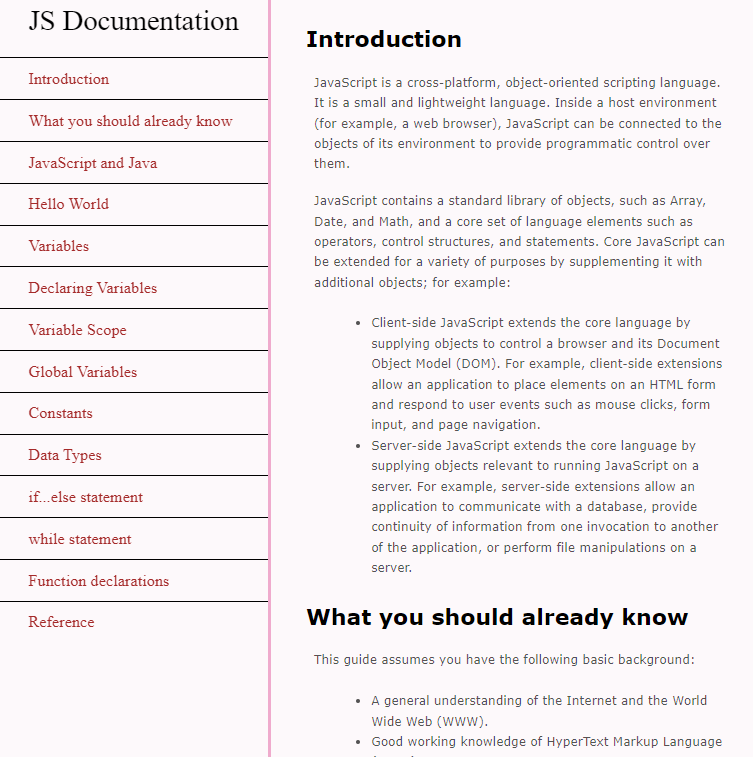 JS Documentation
Introduction
What you should already know
JavaScript and Java
Hello World
Variables
Declaring Variables
Variable Scope
Global Variables
Constants
Data Types
if...else statement
while statement
Function declarations
Reference
Introduction
JavaScript is a cross-platform, object-oriented scripting language.
It is a small and lightweight language. Inside a host environment
(for example, a web browser), JavaScript can be connected to the
objects of its environment to provide programmatic control over
them.
JavaScript contains a standard library of objects, such as Array,
Date, and Math, and a core set of language elements such as
operators, control structures, and statements. Core JavaScript can
be extended for a variety of purposes by supplementing it with
additional objects; for example:
• Client-side JavaScript extends the core language by
supplying objects to control a browser and its Document
Object Model (DOM). For example, client-side extensions
allow an application to place elements on an HTML form
and respond to user events such as mouse clicks, form
input, and page navigation.
• Server-side JavaScript extends the core language by
supplying objects relevant to running JavaScript on a
server. For example, server-side extensions allow an
application to communicate with a database, provide
continuity of information from one invocation to another
of the application, or perform file manipulations on a
server.
What you should already know
This guide assumes you have the following basic background:
• A general understanding of the Internet and the World
Wide Web (WWW).
• Good working knowledge of HyperText Markup Language